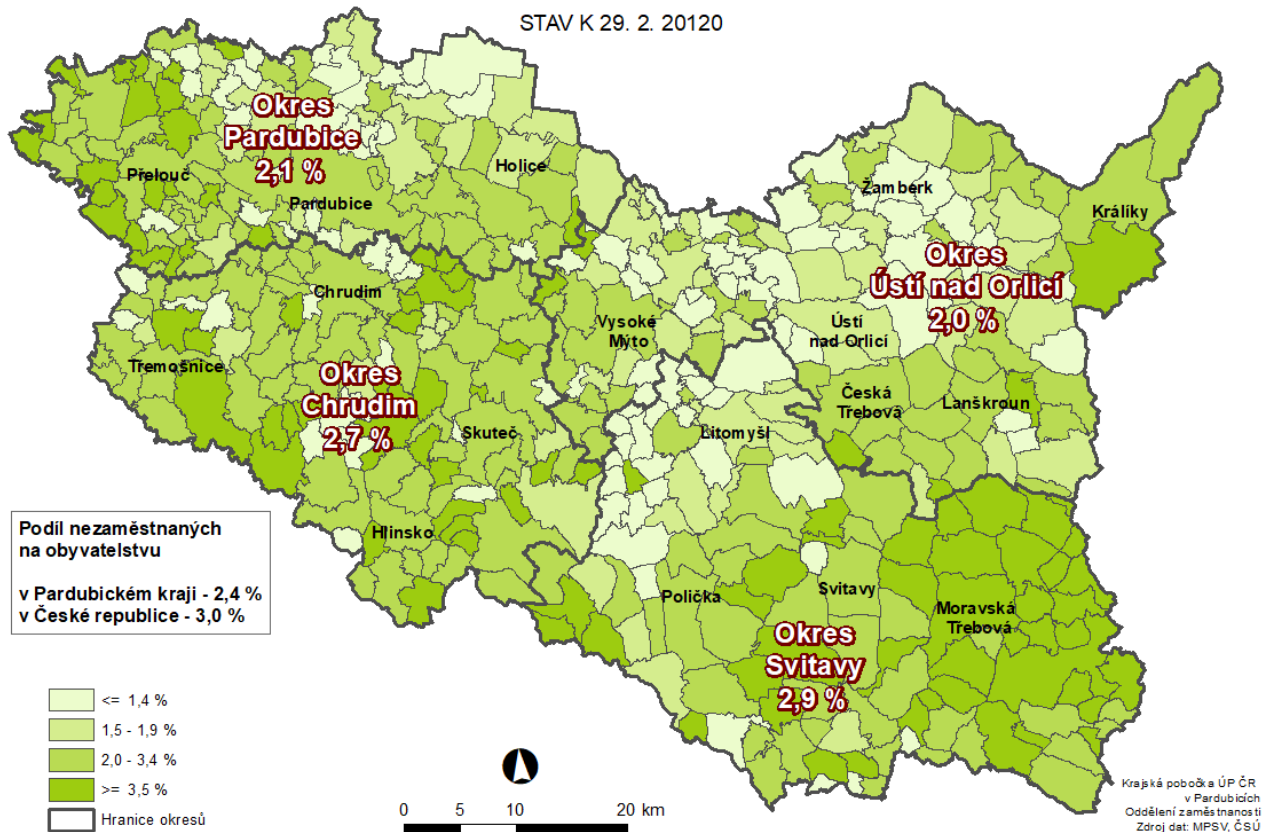 STAV K 29. 2. 20120
Okres
Pardubice
2,1 %
Přelouč
Pardubice
Holice
Žamberk
Králíky
Okres
Ústí nad Orlicí
2,0 %
Chrudim
Vysoké
Mýto
Ústí
nad Orlicí
Třemošnice
Okres
Chrudim
2,7 %
Skuteč
Litomyšl
Česká
Třebová
Lanškroun
Hlinsko
Polička
Svitavy
Moravská
Třebová
Okres
Svitavy
2,9 %
Podíl nezaměstnaných
na obyvatelstvu
v Pardubickém kraji - 2,4 %
v České republice - 3,0 %
<= 1,4 %
1,5 - 1,9 %
2,0 - 3,4 %
>= 3,5 %
Hranice okresů
0 5 10 20 km
Krajská pobočka ÚP ČR
v Pardubicích
Oddělení zaměstnanosti
Zdroj dat: MPSV, ČSÚ